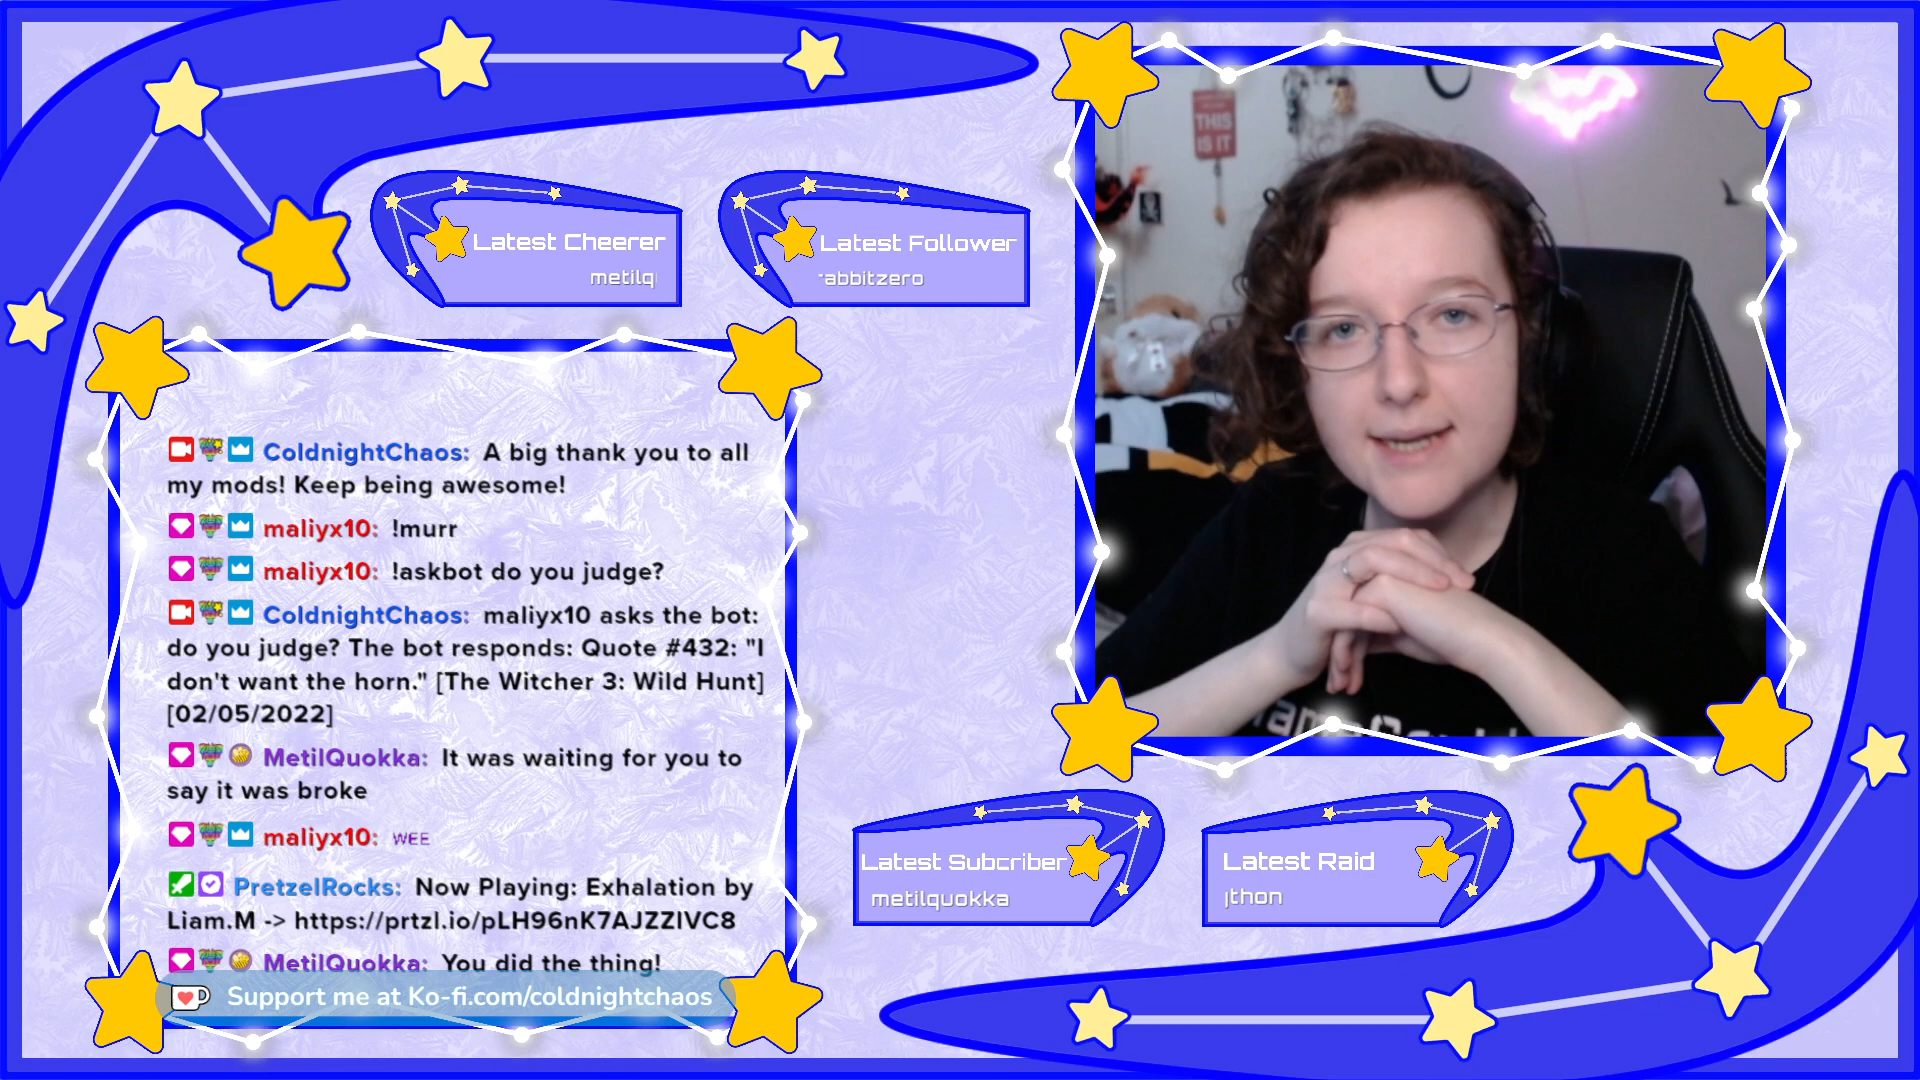 THIS
IS IT
Latest Cheerer
metilq
Latest Follower
abbitzero
ColdnightChaos: A big thank you to all
my mods! Keep being awesome!
maliyx10: !murr
maliyx10: !askbot do you judge?
ColdnightChaos: maliyx10 asks the bot:
do you judge? The bot responds: Quote #432: "I
don't want the horn." [The Witcher 3: Wild Hunt]
[02/05/2022]
MetilQuokka: It was waiting for you to
say it was broke
maliyx10: WEE
PretzelRocks: Now Playing: Exhalation by
Liam.M -> https://prtzl.io/pLH96nK7AJZZlVC8
MetilQuokka: You did the thing!
Support me at Ko-fi.com/coldnightchaos
Latest Subcriber
metilquokka
Latest Raid
thon